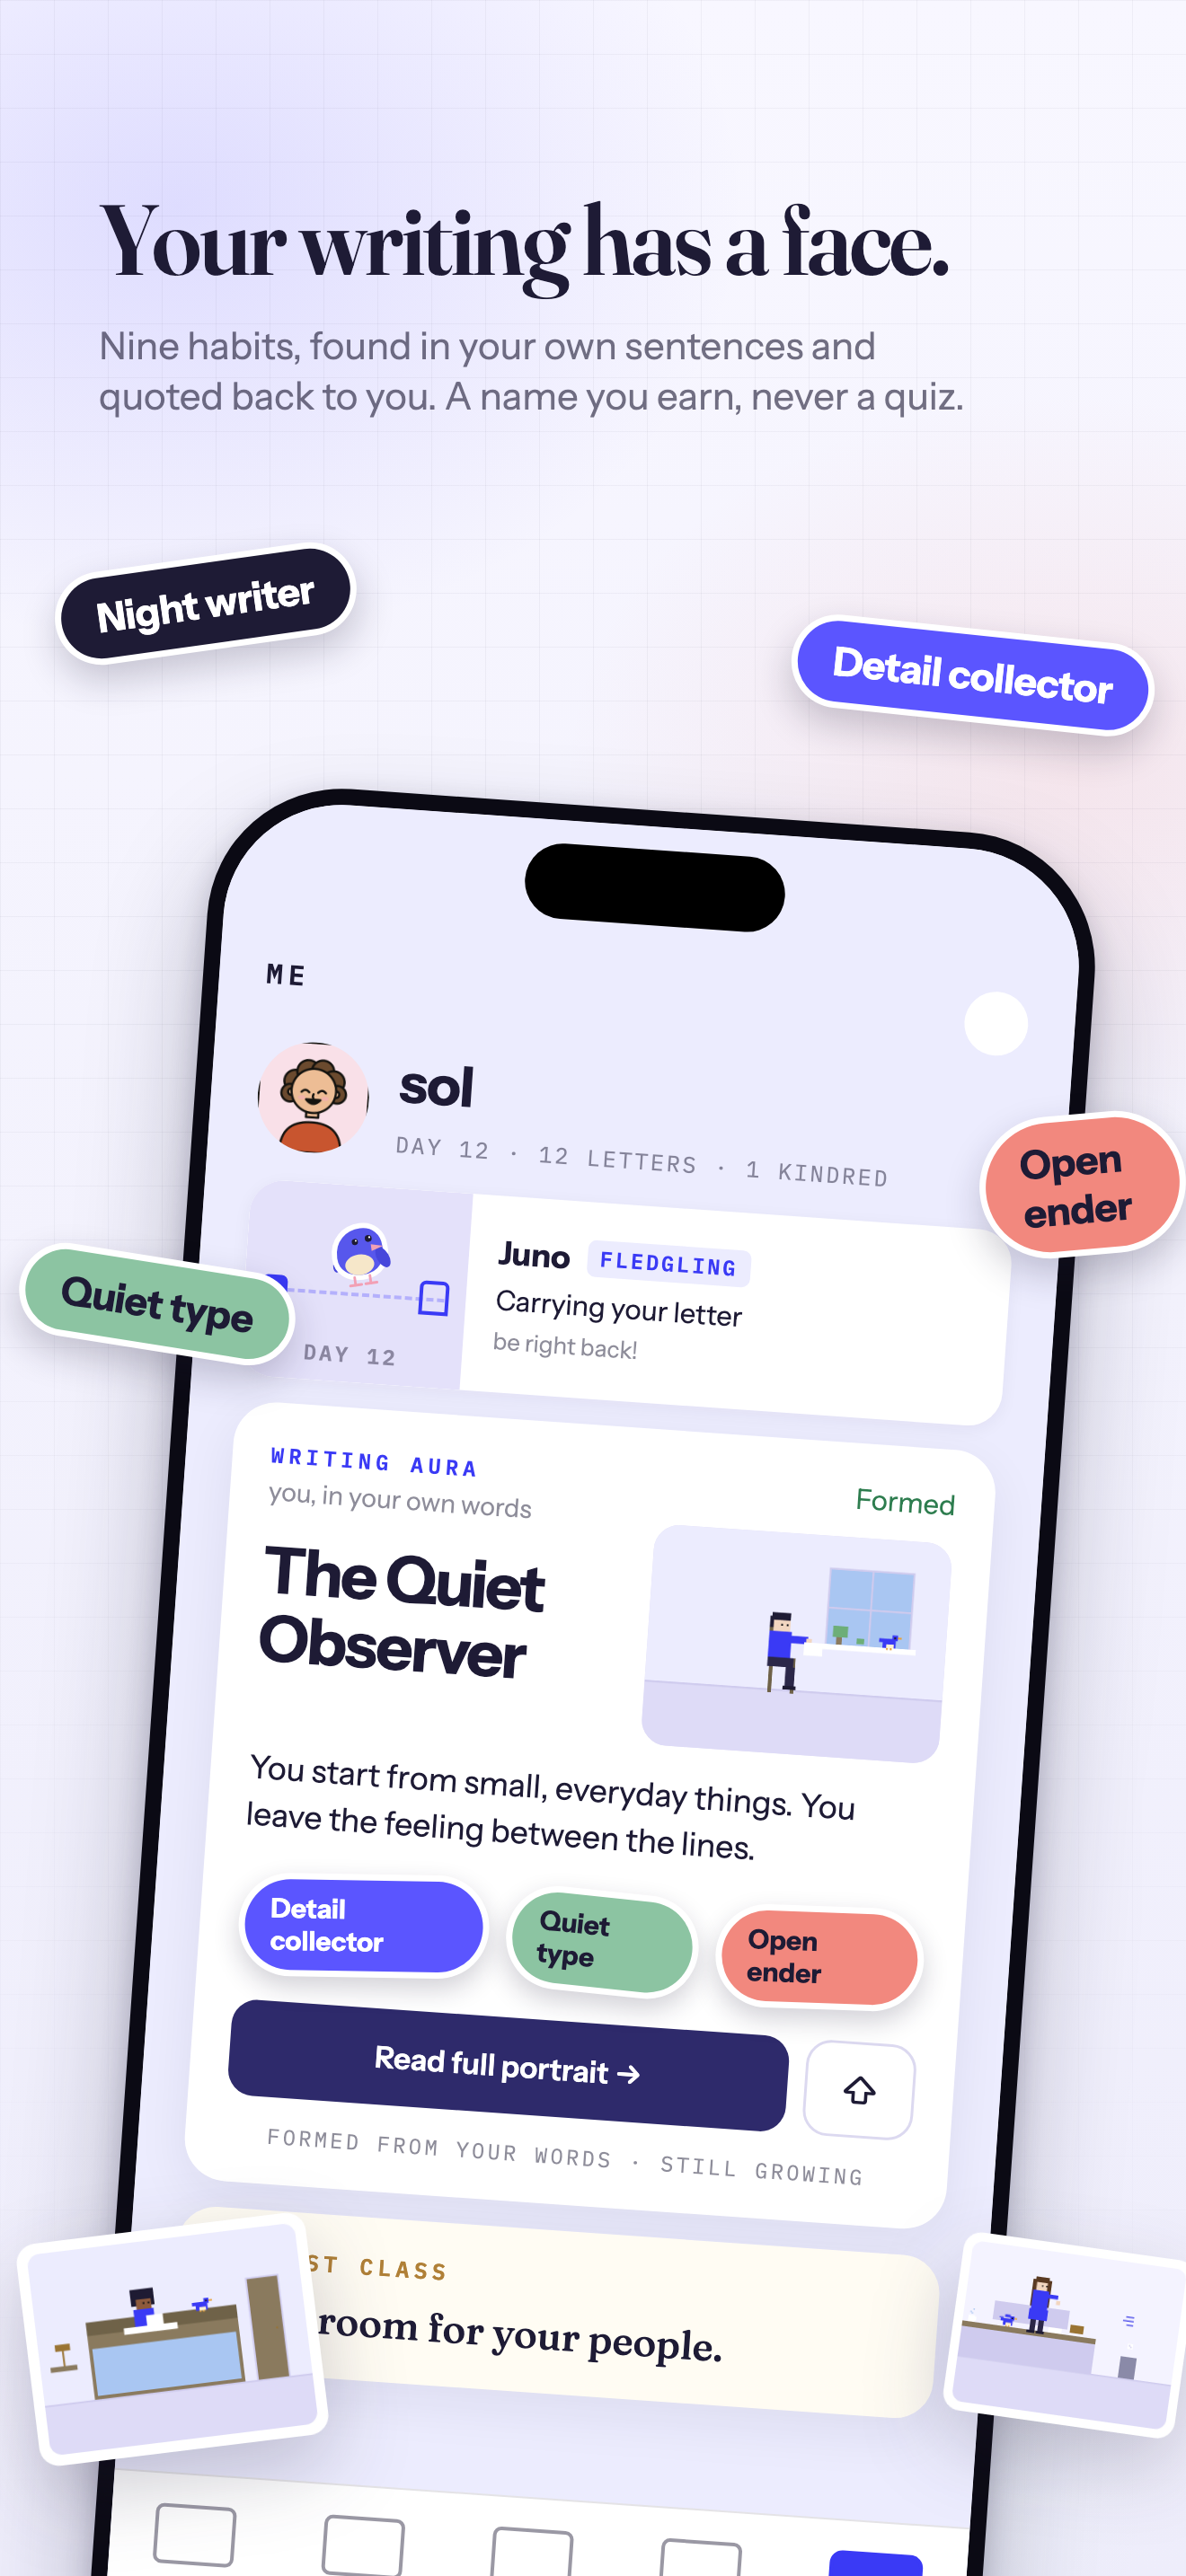 Your writing has a face.
Nine habits, found in your own sentences and
quoted back to you. A name you earn, never a quiz.
Night writer
Detail collector
ME
sol
DAY 12 · 12 LETTERS · 1 KINDRED
Open
ender
Juno FLEDGLING
Carrying your letter
be right back!
Quiet type
DAY 12
WRITING AURA
you, in your own words
Formed
The Quiet
Observer
You start from small, everyday things. You
leave the feeling between the lines.
Detail
collector
Quiet
type
Open
ender
Read full portrait →
FORMED FROM YOUR WORDS · STILL GROWING
CLASS
room for your people.